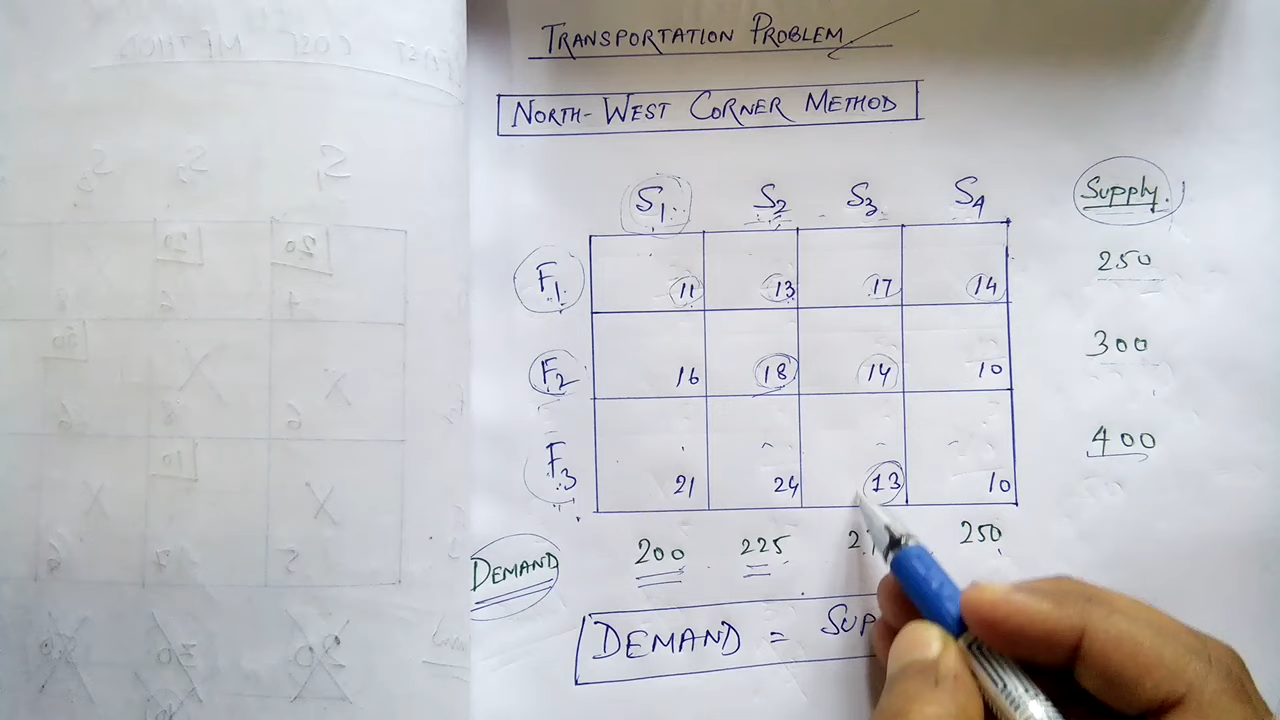 TRANSPORTATION PROBLEM
NORTH-WEST CORNER METHOD
S1 S2 S3 S4 Supply
F1 11 13 17 14 250
F2 16 18 14 10 300
F3 21 24 13 10 400
DEMAND 200 225 250
DEMAND =